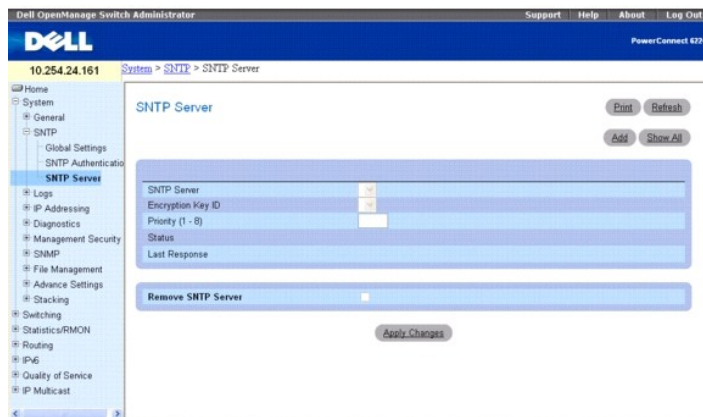 Dell OpenManage Switch Administrator
Support Help About Log Out
DELL
PowerConnect 622
10.254.24.161
System > SNTP > SNTP Server
Home
System
General
SNTP
Global Settings
SNTP Authenticatio
SNTP Server
Logs
IP Addressing
Diagnostics
Management Security
SNMP
File Management
Advance Settings
Stacking
Switching
Statistics/RMON
Routing
IPv6
Quality of Service
IP Multicast
SNTP Server
Print Refresh
Add Show All
SNTP Server
Encryption Key ID
Priority (1 - 8)
Status
Last Response
Remove SNTP Server
Apply Changes